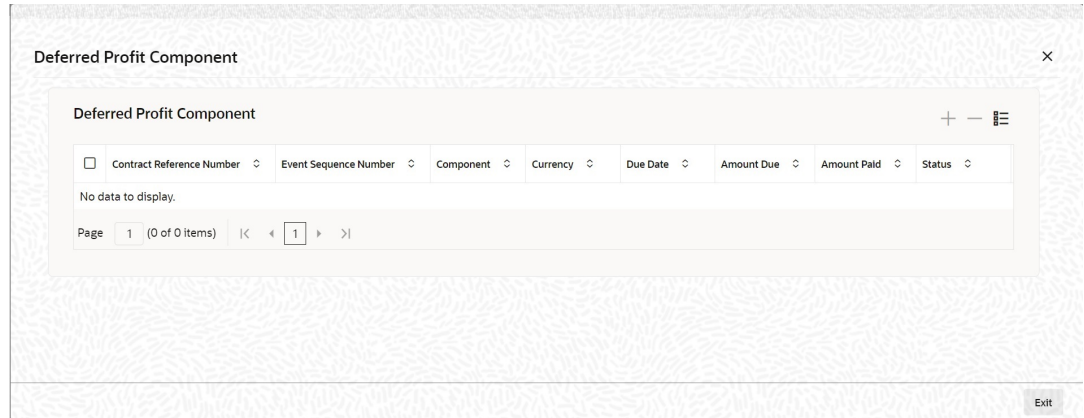 Deferred Profit Component
Deferred Profit Component
Contract Reference Number Event Sequence Number Component Currency Due Date Amount Due Amount Paid Status
No data to display.
Page 1 (0 of 0 items) 1
Exit